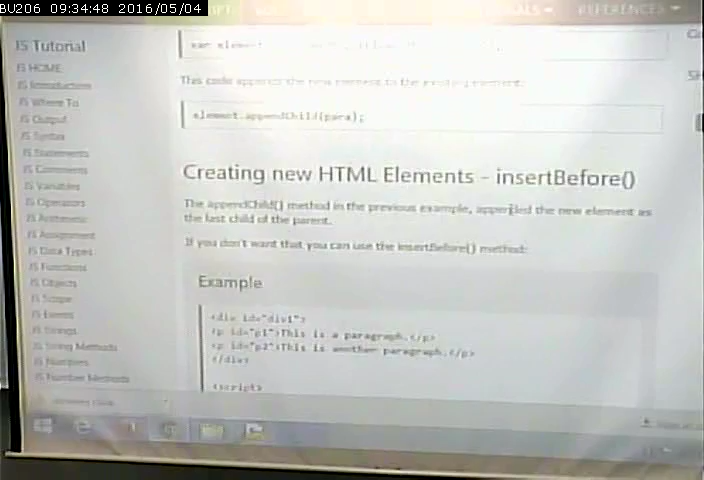 BU206 09:34:48 2016/05/04
REFERENCES
JS Tutorial
JS HOME
JS Introduction
JS Where To
JS Output
JS Syntax
JS Statements
JS Comments
JS Variables
JS Operators
JS Arithmetic
JS Assignment
JS Data Types
JS Functions
JS Objects
JS Scope
JS Events
JS Strings
JS String Methods
JS Numbers
JS Number Methods
var element
This code appends the new element to the existing element:
element.appendChild(para);
Creating new HTML Elements - insertBefore()
The appendChild() method in the previous example, appended the new element as
the last child of the parent.
If you don't want that you can use the insertBefore() method:
Example
<div id="div1">
<p id="p1">This is a paragraph.</p>
<p id="p2">This is another paragraph.</p>
</div>
<script>